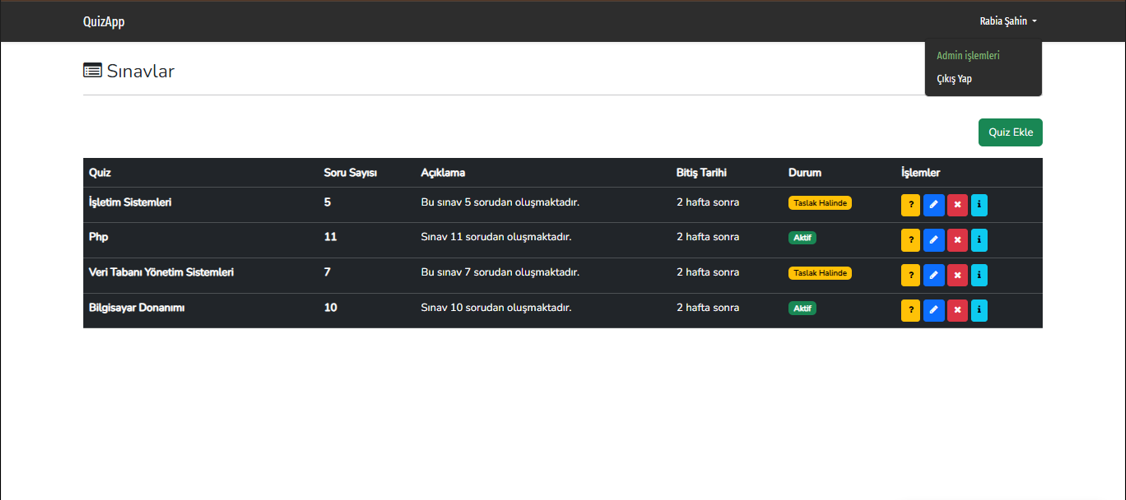 QuizApp Rabia Şahin
Admin işlemleri
Sınavlar
Çıkış Yap
Quiz Ekle
Quiz Soru Sayısı Açıklama Bitiş Tarihi Durum İşlemler
İşletim Sistemleri 5 Bu sınav 5 sorudan oluşmaktadır. 2 hafta sonra Taslak Halinde ? i
Php 11 Sınav 11 sorudan oluşmaktadır. 2 hafta sonra Aktif ? i
Veri Tabanı Yönetim Sistemleri 7 Bu sınav 7 sorudan oluşmaktadır. 2 hafta sonra Taslak Halinde ? i
Bilgisayar Donanımı 10 Sınav 10 sorudan oluşmaktadır. 2 hafta sonra Aktif ? i